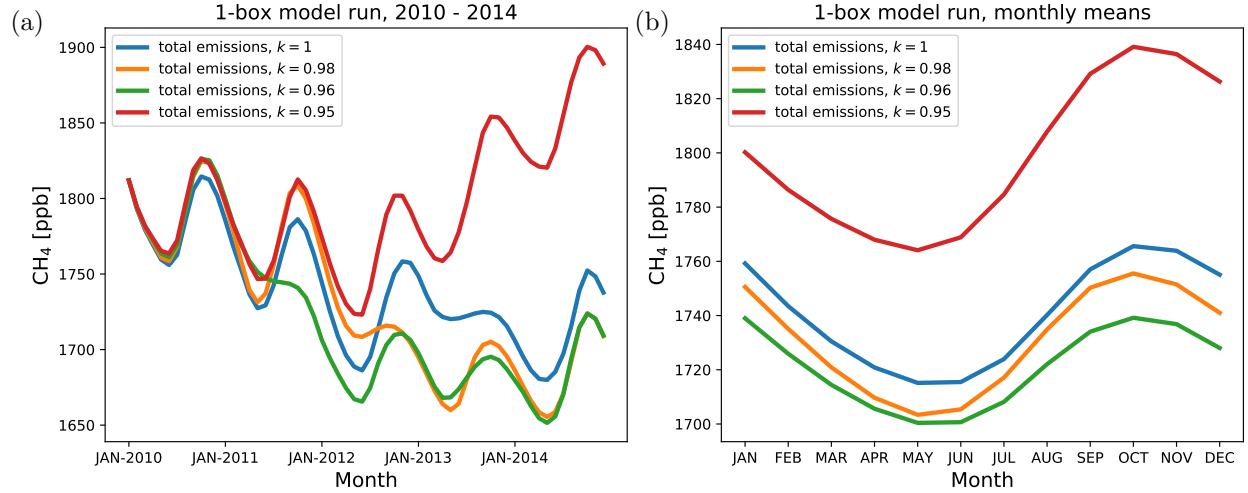 (a)
1-box model run, 2010 - 2014
total emissions, k = 1
total emissions, k = 0.98
total emissions, k = 0.96
total emissions, k = 0.95
CH₄ [ppb]
1900
1850
1800
1750
1700
1650
JAN-2010 JAN-2011 JAN-2012 JAN-2013 JAN-2014
Month
(b)
1-box model run, monthly means
total emissions, k = 1
total emissions, k = 0.98
total emissions, k = 0.96
total emissions, k = 0.95
CH₄ [ppb]
1840
1820
1800
1780
1760
1740
1720
1700
JAN FEB MAR APR MAY JUN JUL AUG SEP OCT NOV DEC
Month